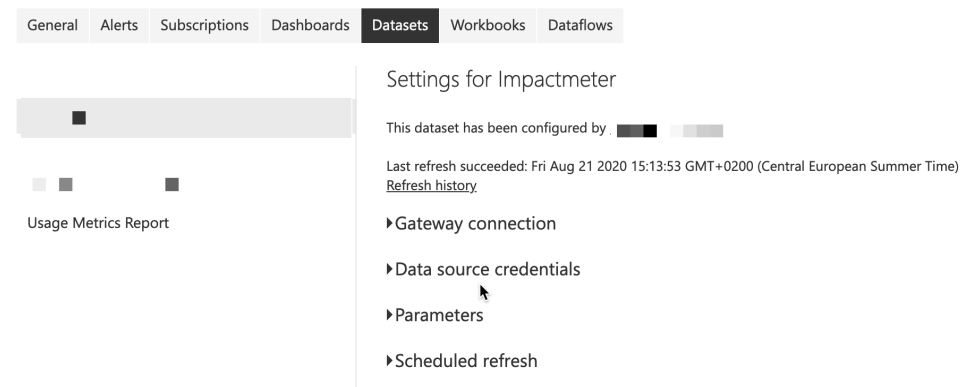 General Alerts Subscriptions Dashboards Datasets Workbooks Dataflows
Settings for Impactmeter
This dataset has been configured by
Last refresh succeeded: Fri Aug 21 2020 15:13:53 GMT+0200 (Central European Summer Time)
Refresh history
Usage Metrics Report
Gateway connection
Data source credentials
Parameters
Scheduled refresh